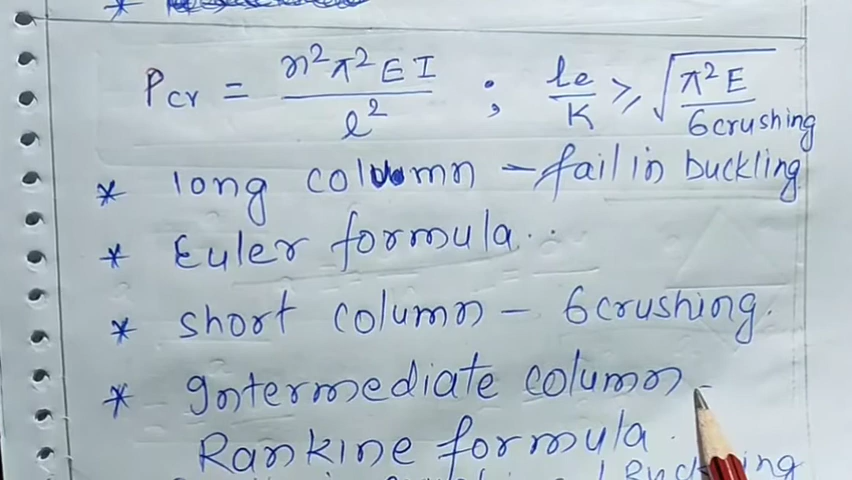 Pcr = n²π²EI / l² ; le/K ≥ √(π²E / 6crushing)
* long column - fail in buckling
* Euler formula..
* short column - 6crushing.
* Intermediate column -
Rankine formula.